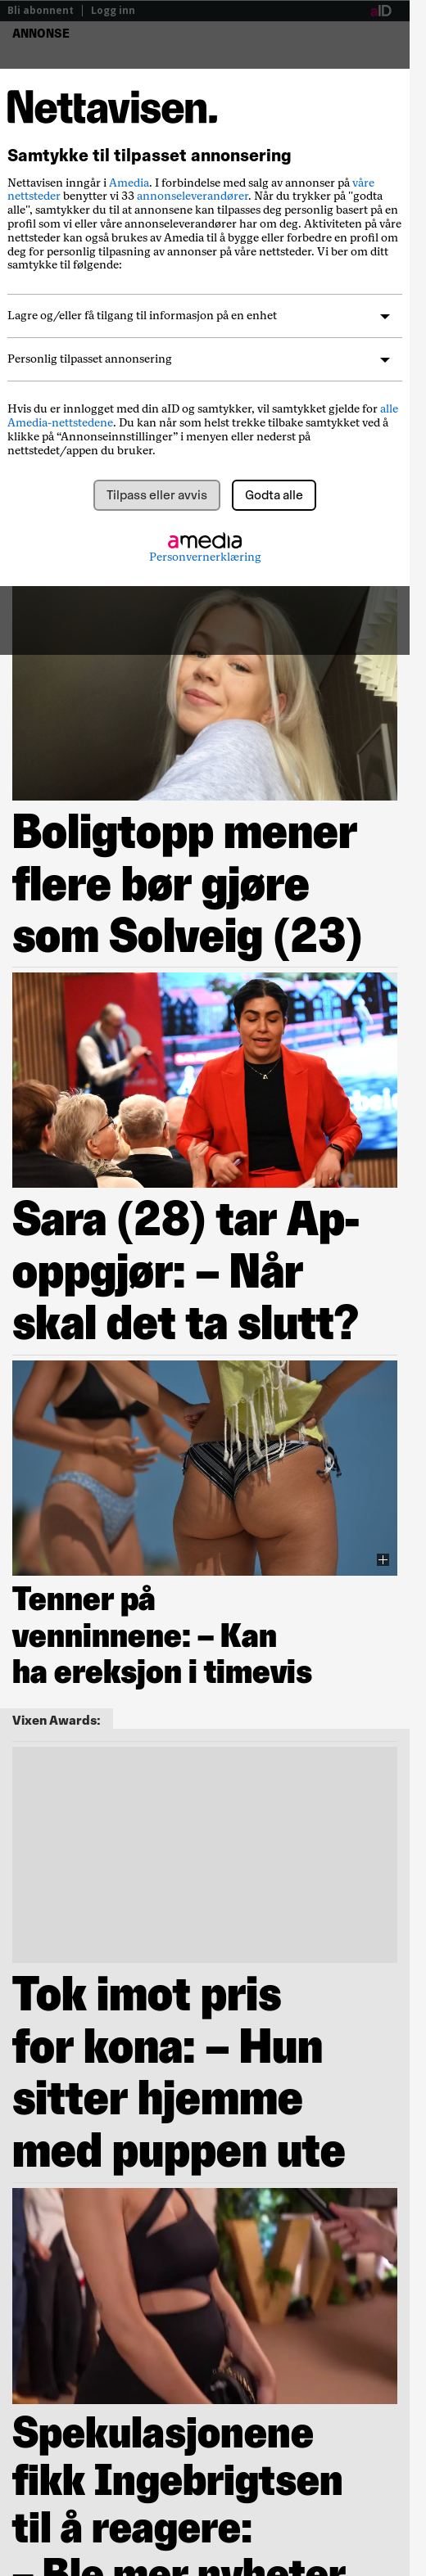 Bli abonnent | Logg inn aID
ANNONSE
Nettavisen.
Samtykke til tilpasset annonsering
Nettavisen inngår i Amedia. I forbindelse med salg av annonser på våre
nettsteder benytter vi 33 annonseleverandører. Når du trykker på "godta
alle", samtykker du til at annonsene kan tilpasses deg personlig basert på en
profil som vi eller våre annonseleverandører har om deg. Aktiviteten på våre
nettsteder kan også brukes av Amedia til å bygge eller forbedre en profil om
deg for personlig tilpasning av annonser på våre nettsteder. Vi ber om ditt
samtykke til følgende:
Lagre og/eller få tilgang til informasjon på en enhet
Personlig tilpasset annonsering
Hvis du er innlogget med din aID og samtykker, vil samtykket gjelde for alle
Amedia-nettstedene. Du kan når som helst trekke tilbake samtykket ved å
klikke på “Annonseinnstillinger” i menyen eller nederst på
nettstedet/appen du bruker.
Tilpass eller avvis Godta alle
amedia
Personvernerklæring
Boligtopp mener
flere bør gjøre
som Solveig (23)
Sara (28) tar Ap-
oppgjør: – Når
skal det ta slutt?
Tenner på
venninnene: – Kan
ha ereksjon i timevis
Vixen Awards:
Tok imot pris
for kona: – Hun
sitter hjemme
med puppen ute
Spekulasjonene
fikk Ingebrigtsen
til å reagere:
– Ble mer nyheter